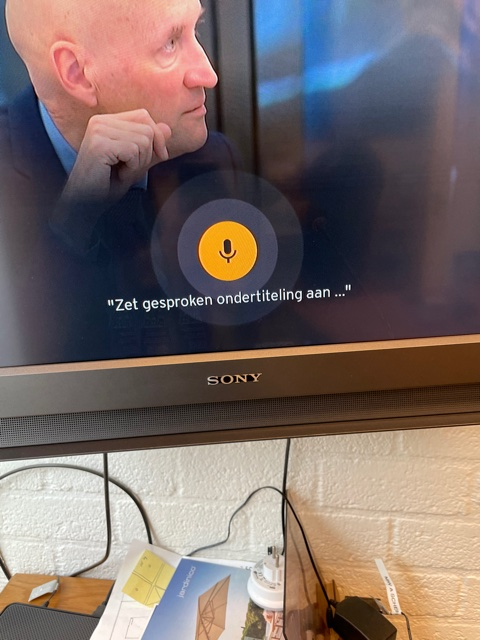 "Zet gesproken ondertiteling aan ..."
SONY